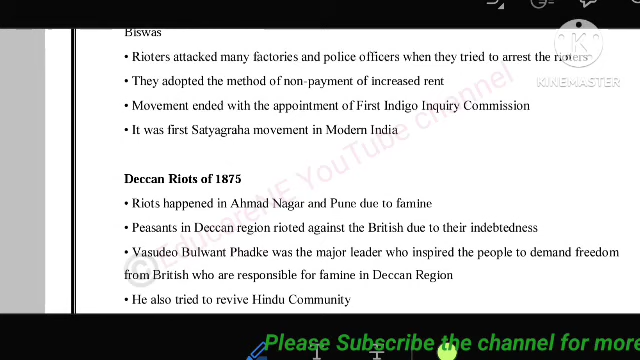 Biswas
• Rioters attacked many factories and police officers when they tried to arrest the rioters
• They adopted the method of non-payment of increased rent
• Movement ended with the appointment of First Indigo Inquiry Commission
• It was first Satyagraha movement in Modern India
Deccan Riots of 1875
• Riots happened in Ahmad Nagar and Pune due to famine
• Peasants in Deccan region rioted against the British due to their indebtedness
• Vasudeo Bulwant Phadke was the major leader who inspired the people to demand freedom
from British who are responsible for famine in Deccan Region
• He also tried to revive Hindu Community
©EducareNE YouTube channel
KINEMASTER
Please Subscribe the channel for more